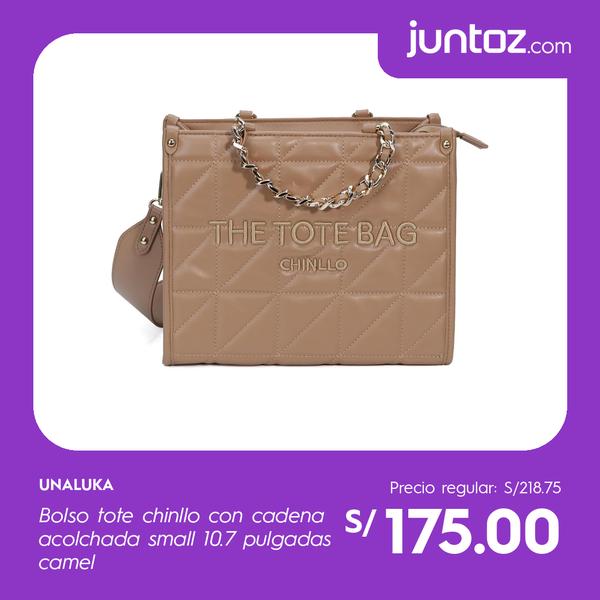 juntoz.com
THE TOTE BAG
CHINLLO
UNALUKA
Bolso tote chinllo con cadena
acolchada small 10.7 pulgadas
camel
Precio regular: S/218.75
S/ 175.00